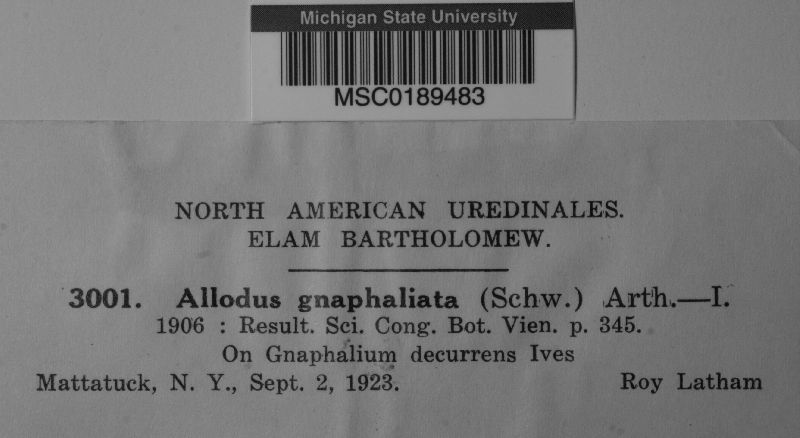 Michigan State University
MSC0189483
NORTH AMERICAN UREDINALES.
ELAM BARTHOLOMEW.
3001. Allodus gnaphaliata (Schw.) Arth.—I.
1906 : Result. Sci. Cong. Bot. Vien. p. 345.
On Gnaphalium decurrens Ives
Mattatuck, N. Y., Sept. 2, 1923. Roy Latham